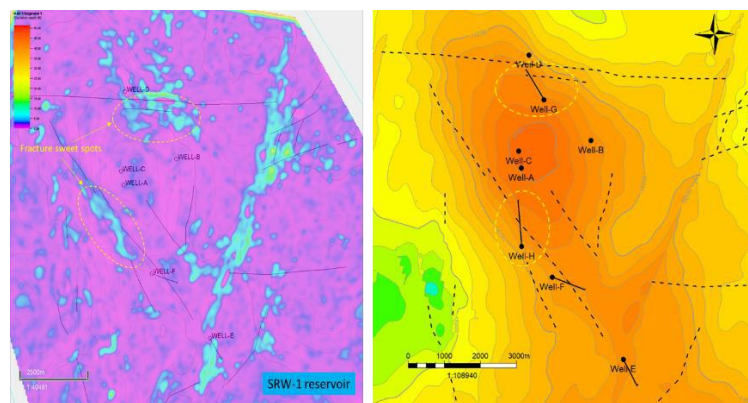 WELL-D
Fracture sweet spots
WELL-B
WELL-C
WELL-A
WELL-F
WELL-E
2500m
SRW-1 reservoir
Well-D
Well-G
Well-B
Well-C
Well-A
Well-H
Well-F
0 1000 2000 3000m
1:108940
Well-E